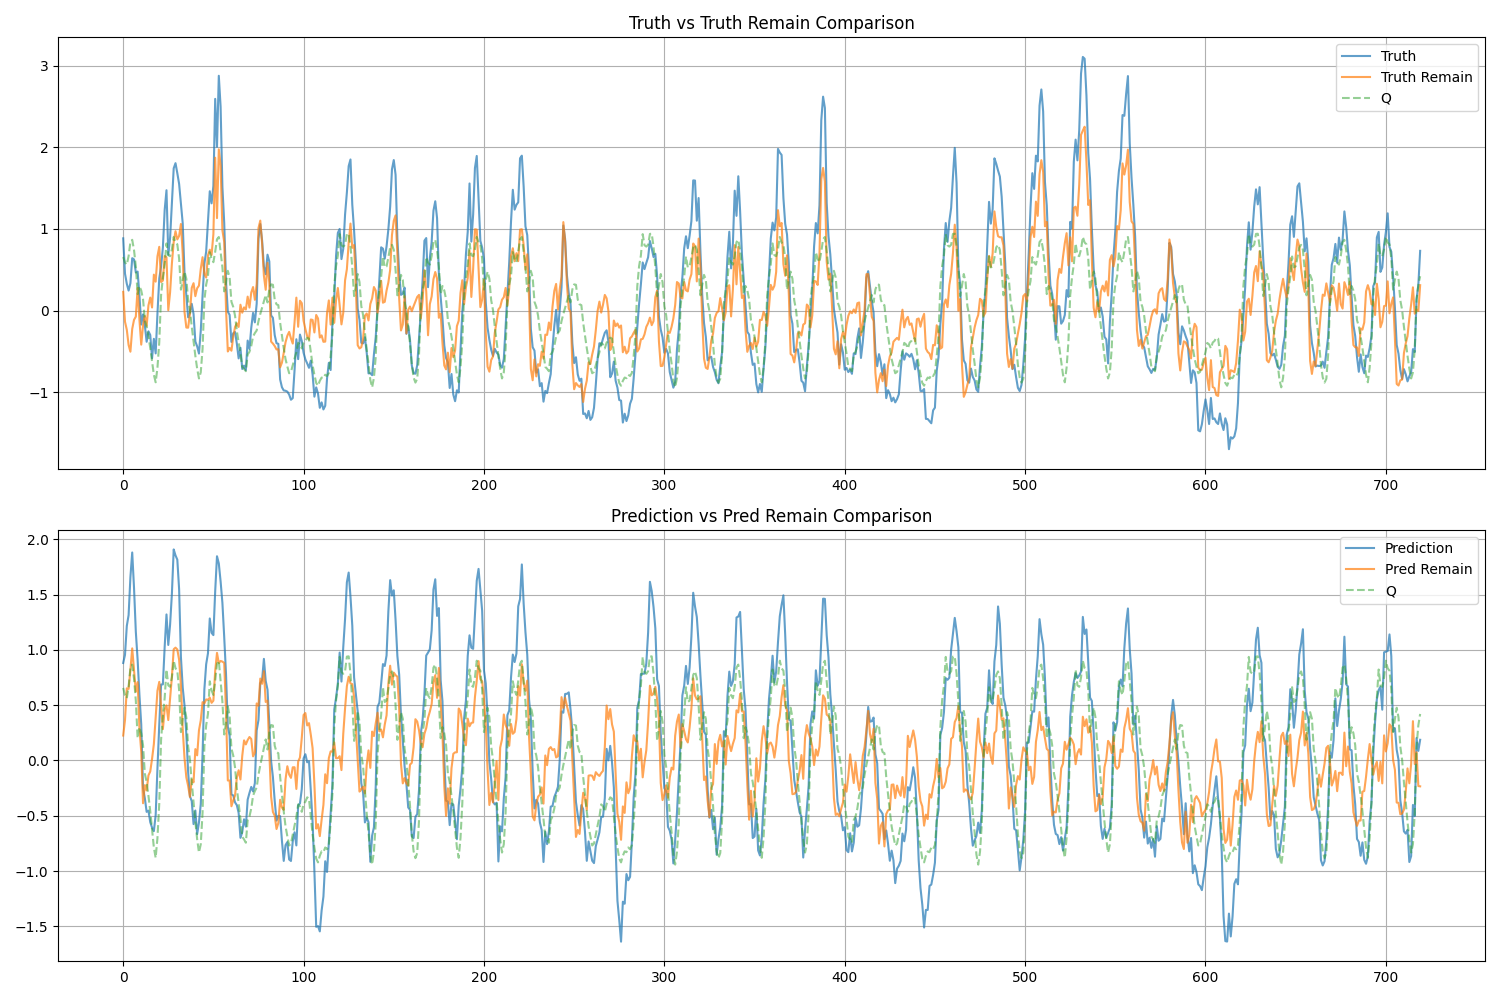 Truth vs Truth Remain Comparison
3
2
1
0
−1
Truth
Truth Remain
Q
0 100 200 300 400 500 600 700
Prediction vs Pred Remain Comparison
2.0
1.5
1.0
0.5
0.0
−0.5
−1.0
−1.5
Prediction
Pred Remain
Q
0 100 200 300 400 500 600 700